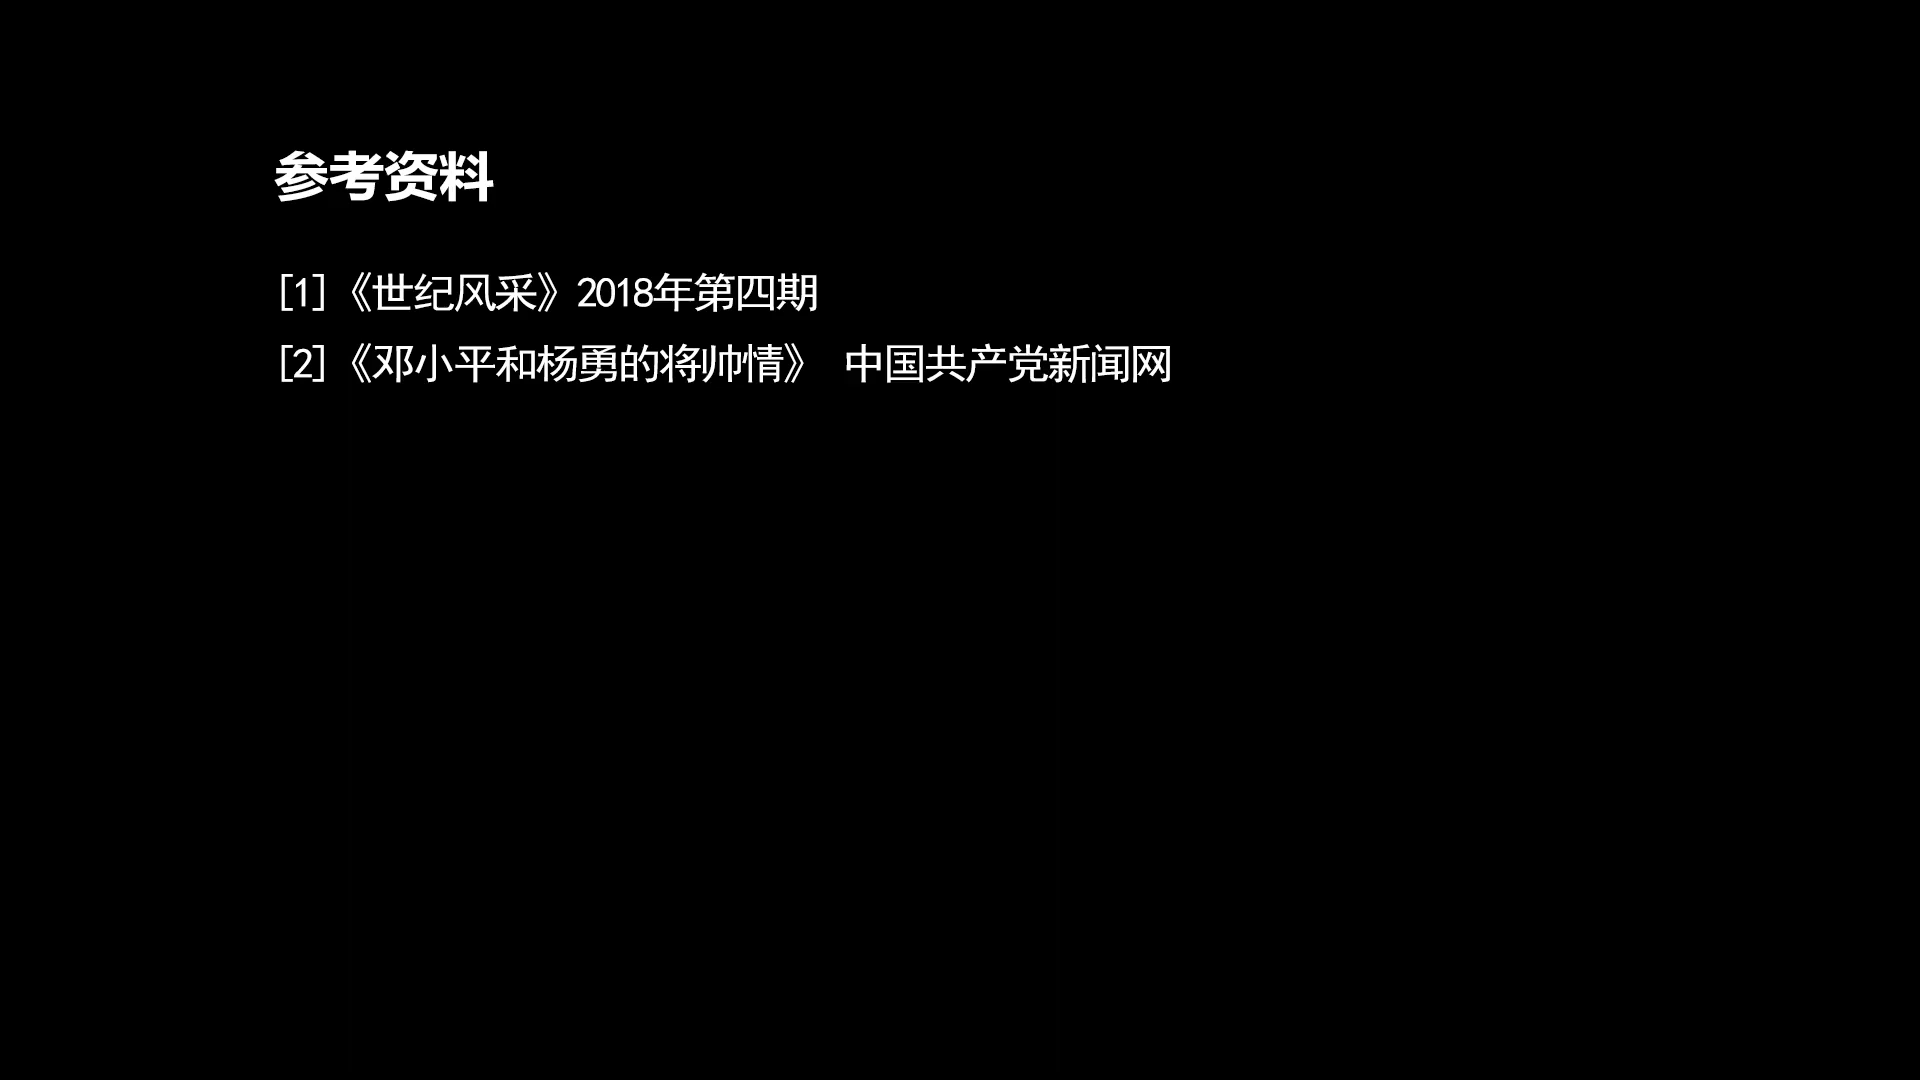 参考资料
[1]《世纪风采》2018年第四期
[2]《邓小平和杨勇的将帅情》 中国共产党新闻网